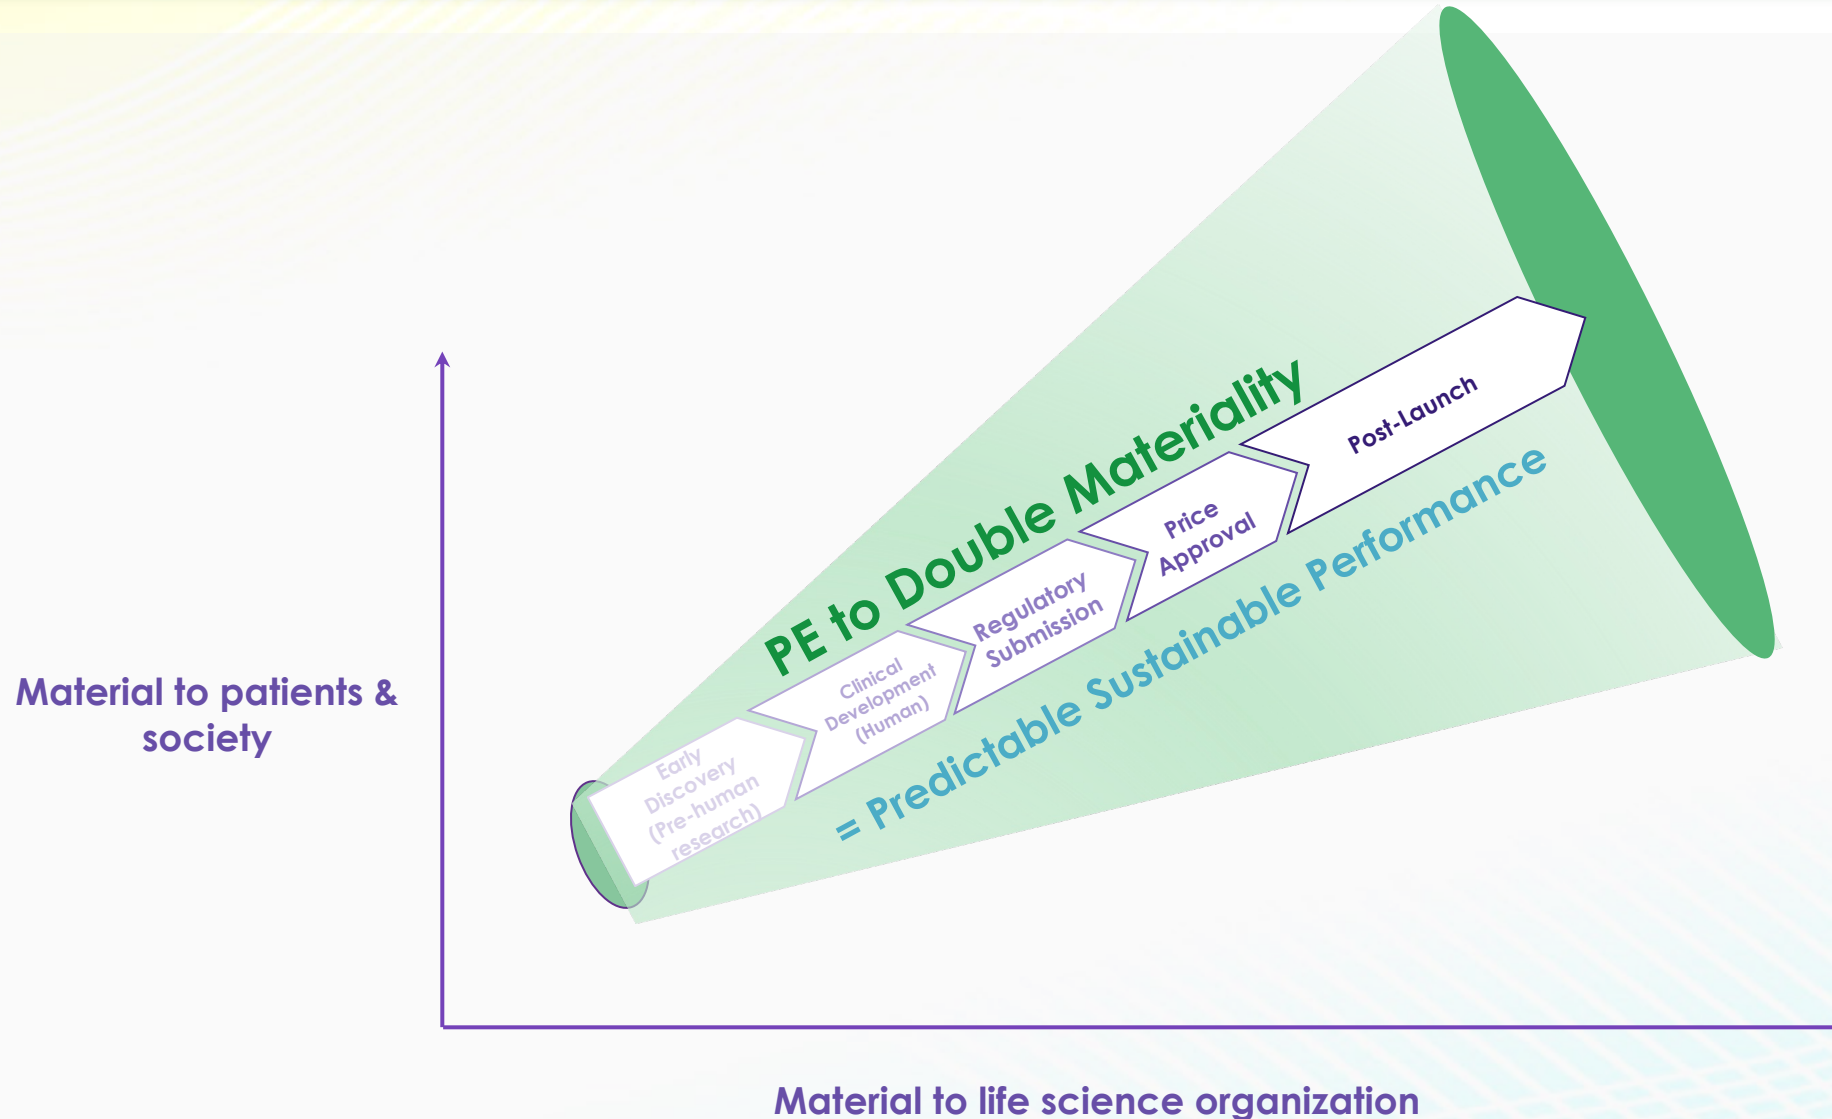 PE to Double Materiality
Post-Launch
Price
Approval
Regulatory
Submission
Clinical
Development
(Human)
Early
Discovery
(Pre-human
research)
= Predictable Sustainable Performance
Material to patients &
society
Material to life science organization